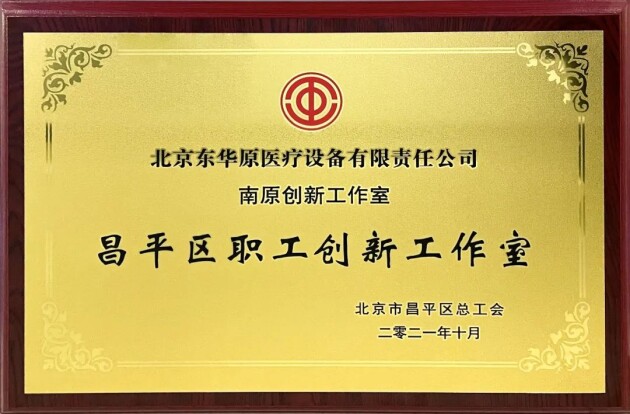 北京东华原医疗设备有限责任公司
南原创新工作室
昌平区职工创新工作室
北京市昌平区总工会
二零二一年十月